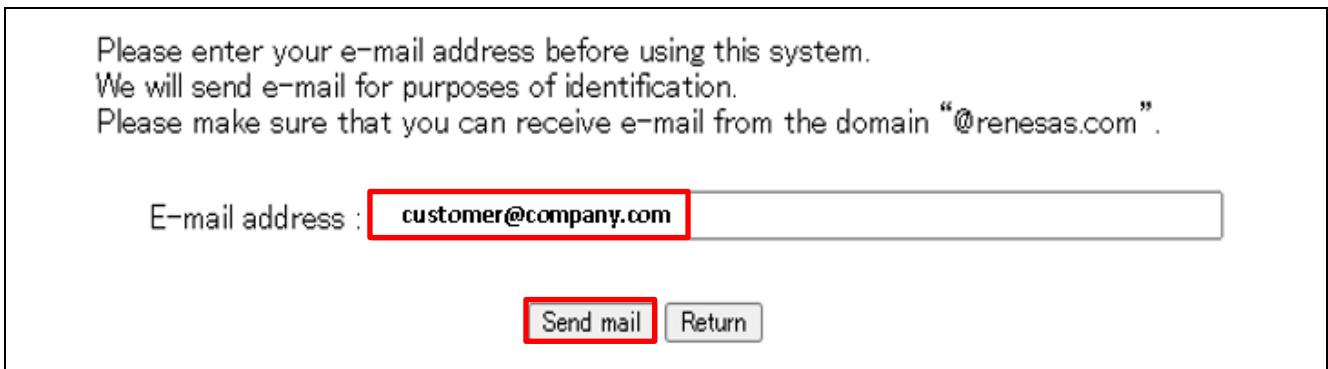 Please enter your e-mail address before using this system.
We will send e-mail for purposes of identification.
Please make sure that you can receive e-mail from the domain “@renesas.com”.
E-mail address : customer@company.com
Send mail Return